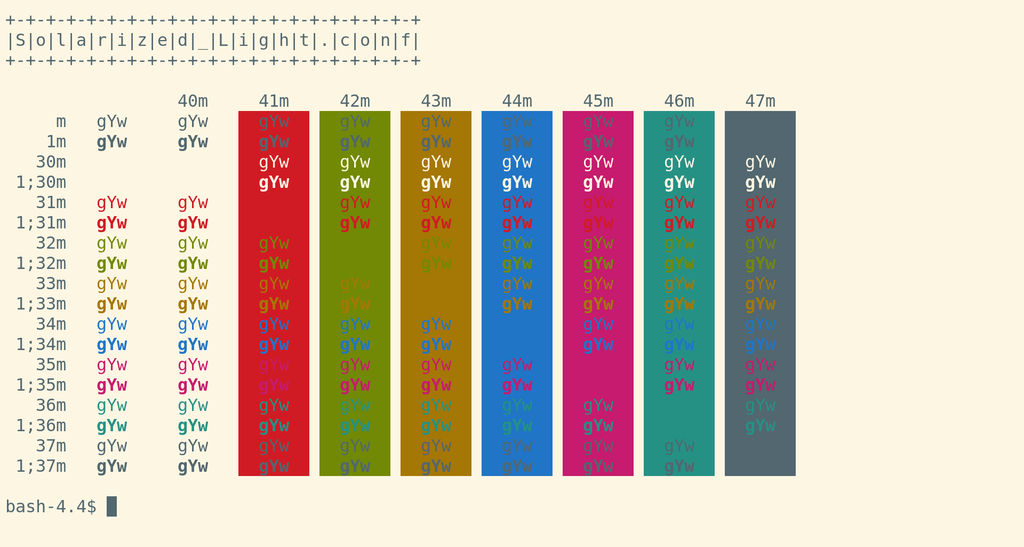 +-+-+-+-+-+-+-+-+-+-+-+-+-+-+-+-+-+-+-+-+
|S|o|l|a|r|i|z|e|d|_|L|i|g|h|t|.|c|o|n|f|
+-+-+-+-+-+-+-+-+-+-+-+-+-+-+-+-+-+-+-+-+
40m 41m 42m 43m 44m 45m 46m 47m
m gYw gYw gYw gYw gYw gYw gYw gYw
1m gYw gYw gYw gYw gYw gYw gYw gYw
30m gYw gYw gYw gYw gYw gYw gYw
1;30m gYw gYw gYw gYw gYw gYw gYw
31m gYw gYw gYw gYw gYw gYw gYw gYw
1;31m gYw gYw gYw gYw gYw gYw gYw gYw
32m gYw gYw gYw gYw gYw gYw gYw gYw
1;32m gYw gYw gYw gYw gYw gYw gYw gYw
33m gYw gYw gYw gYw gYw gYw gYw gYw
1;33m gYw gYw gYw gYw gYw gYw gYw gYw
34m gYw gYw gYw gYw gYw gYw gYw gYw
1;34m gYw gYw gYw gYw gYw gYw gYw gYw
35m gYw gYw gYw gYw gYw gYw gYw gYw
1;35m gYw gYw gYw gYw gYw gYw gYw gYw
36m gYw gYw gYw gYw gYw gYw gYw gYw
1;36m gYw gYw gYw gYw gYw gYw gYw gYw
37m gYw gYw gYw gYw gYw gYw gYw gYw
1;37m gYw gYw gYw gYw gYw gYw gYw gYw
bash-4.4$